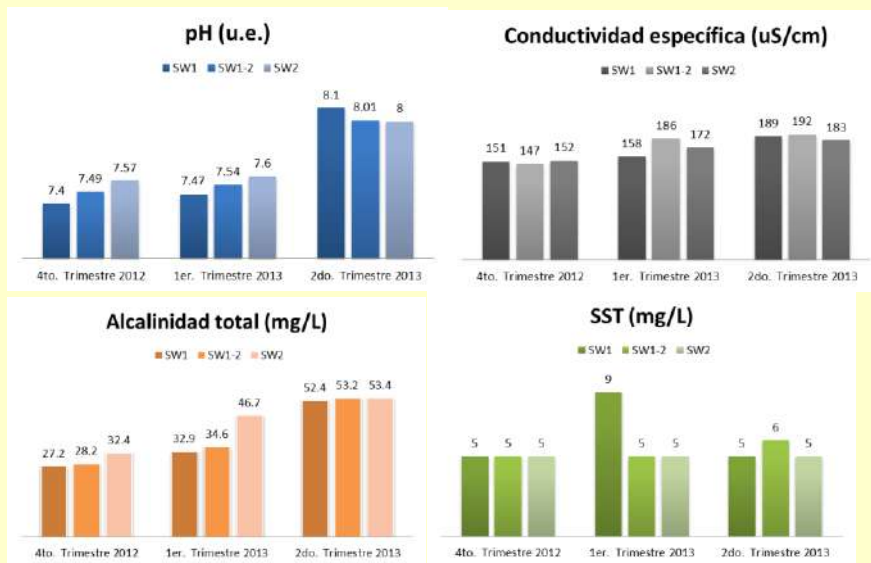 pH (u.e.)
SW1 SW1-2 SW2
7.4 7.49 7.57 7.47 7.54 7.6 8.1 8.01 8
4to. Trimestre 2012 1er. Trimestre 2013 2do. Trimestre 2013
Conductividad específica (uS/cm)
SW1 SW1-2 SW2
151 147 152 158 186 172 189 192 183
4to. Trimestre 2012 1er. Trimestre 2013 2do. Trimestre 2013
Alcalinidad total (mg/L)
SW1 SW1-2 SW2
27.2 28.2 32.4 32.9 34.6 46.7 52.4 53.2 53.4
4to. Trimestre 2012 1er. Trimestre 2013 2do. Trimestre 2013
SST (mg/L)
SW1 SW1-2 SW2
5 5 5 9 5 5 5 6 5
4to. Trimestre 2012 1er. Trimestre 2013 2do. Trimestre 2013